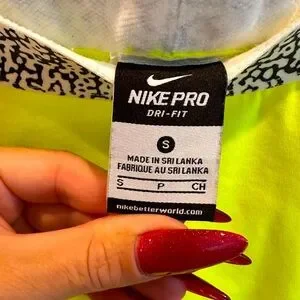 NIKE PRO
DRI-FIT
S
MADE IN SRI LANKA
FABRIQUE AU SRI LANKA
S P CH
nikebetterworld.com